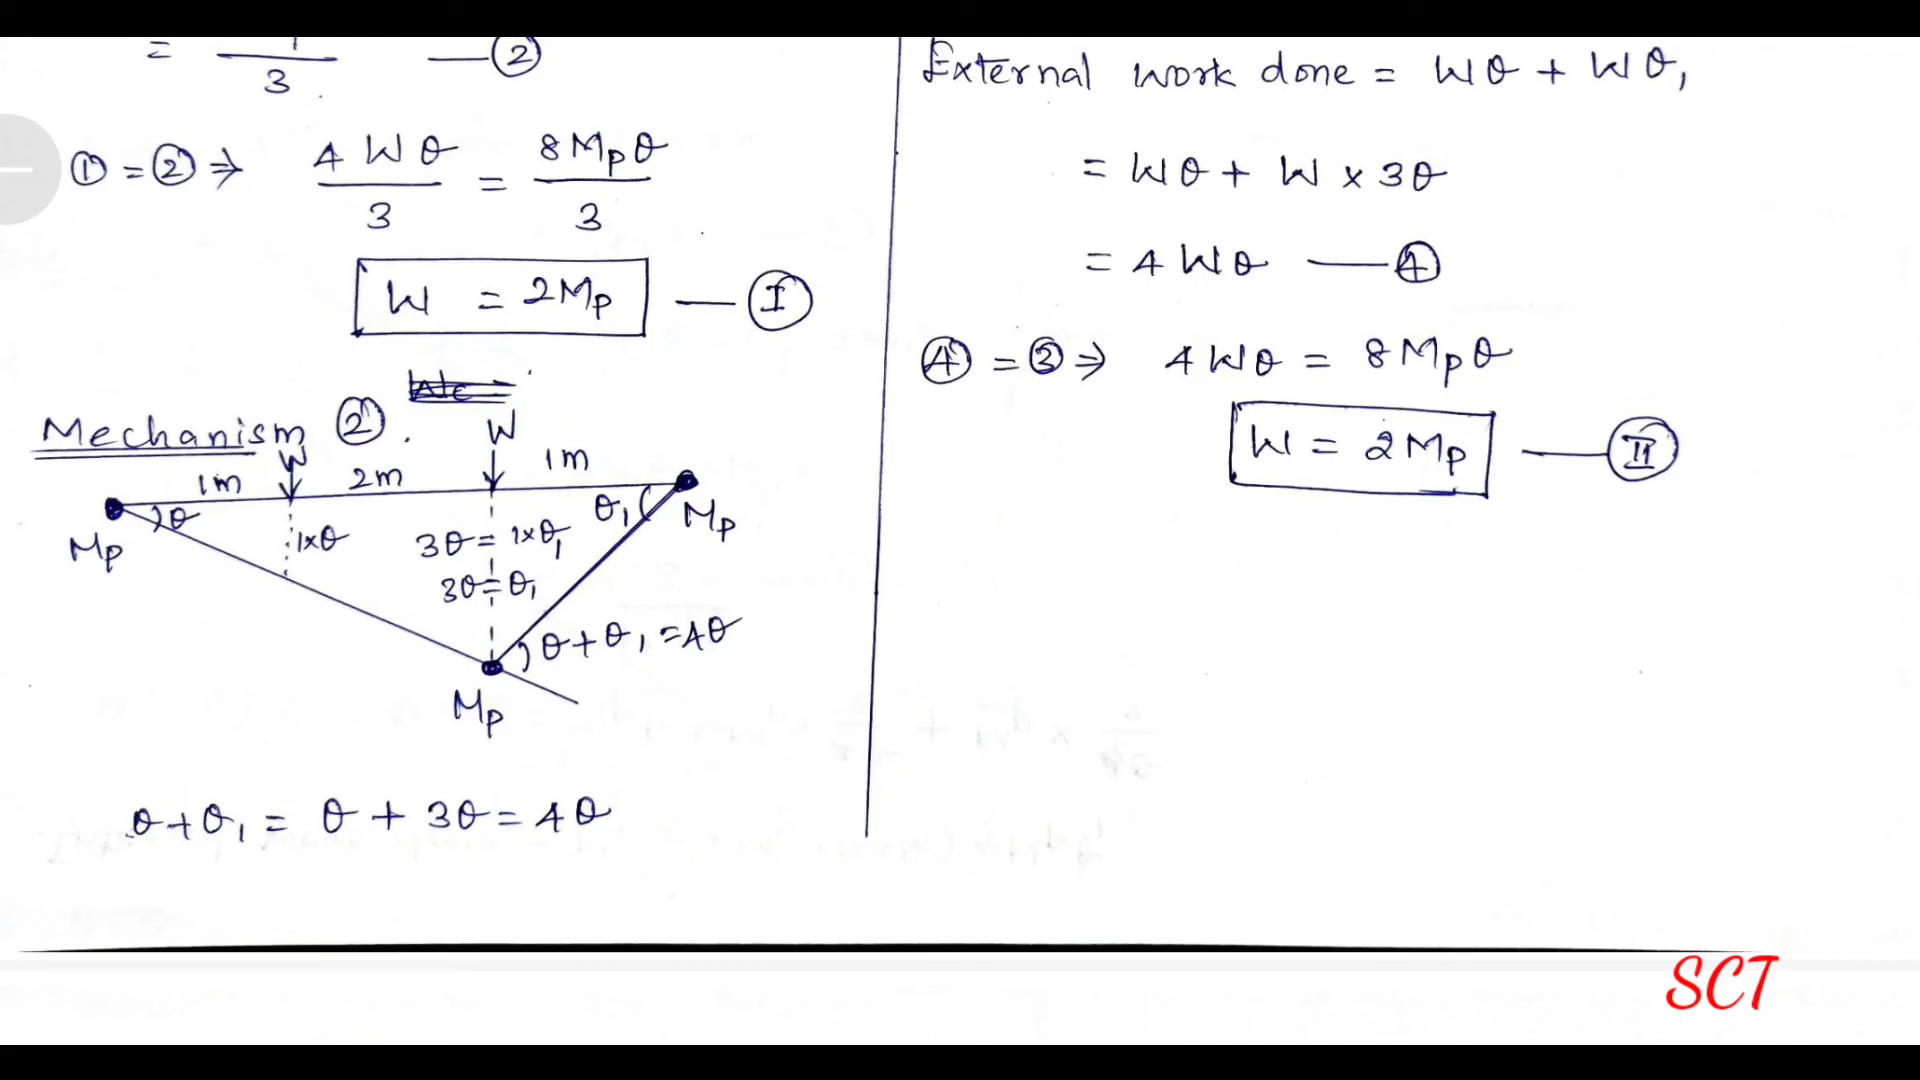 = 3 —②
① = ② ⇒ 4Wθ/3 = 8Mpθ/3
W = 2Mp — Ⅰ
Mechanism ②.
W
W
1m
2m
1m
θ
1×θ
3θ = 1×θ₁
3θ = θ₁
θ₁
Mp
Mp
θ + θ₁ = 4θ
Mp
θ + θ₁ = θ + 3θ = 4θ
External work done = Wθ + Wθ₁
= Wθ + W × 3θ
= 4Wθ — ④
④ = ③ ⇒ 4Wθ = 8Mpθ
W = 2Mp — Ⅱ
SCT